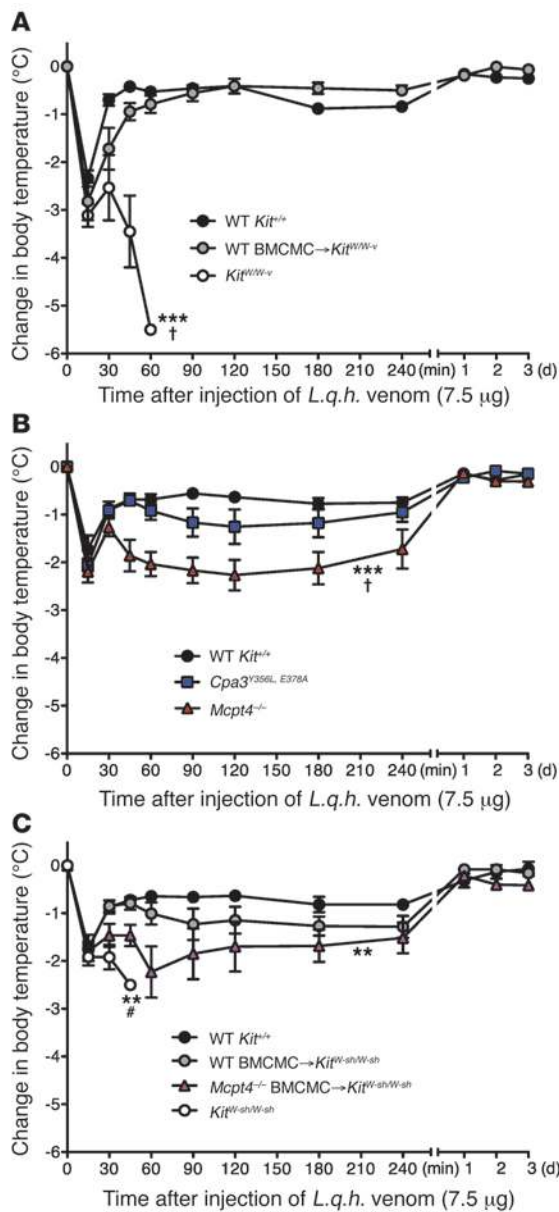 A
Change in body temperature (°C)
0
-1
-2
-3
-4
-5
-6
WT Kit+/+
WT BMCMC→KitW/W-v
KitW/W-v
***
†
0 30 60 90 120 150 180 210 240 (min) 1 2 3 (d)
Time after injection of L.q.h. venom (7.5 µg)
B
Change in body temperature (°C)
0
-1
-2
-3
-4
-5
-6
***
†
WT Kit+/+
Cpa3Y356L, E378A
Mcpt4–/–
0 30 60 90 120 150 180 210 240 (min) 1 2 3 (d)
Time after injection of L.q.h. venom (7.5 µg)
C
Change in body temperature (°C)
0
-1
-2
-3
-4
-5
-6
**
**
#
WT Kit+/+
WT BMCMC→KitW-sh/W-sh
Mcpt4–/– BMCMC→KitW-sh/W-sh
KitW-sh/W-sh
0 30 60 90 120 150 180 210 240 (min) 1 2 3 (d)
Time after injection of L.q.h. venom (7.5 µg)